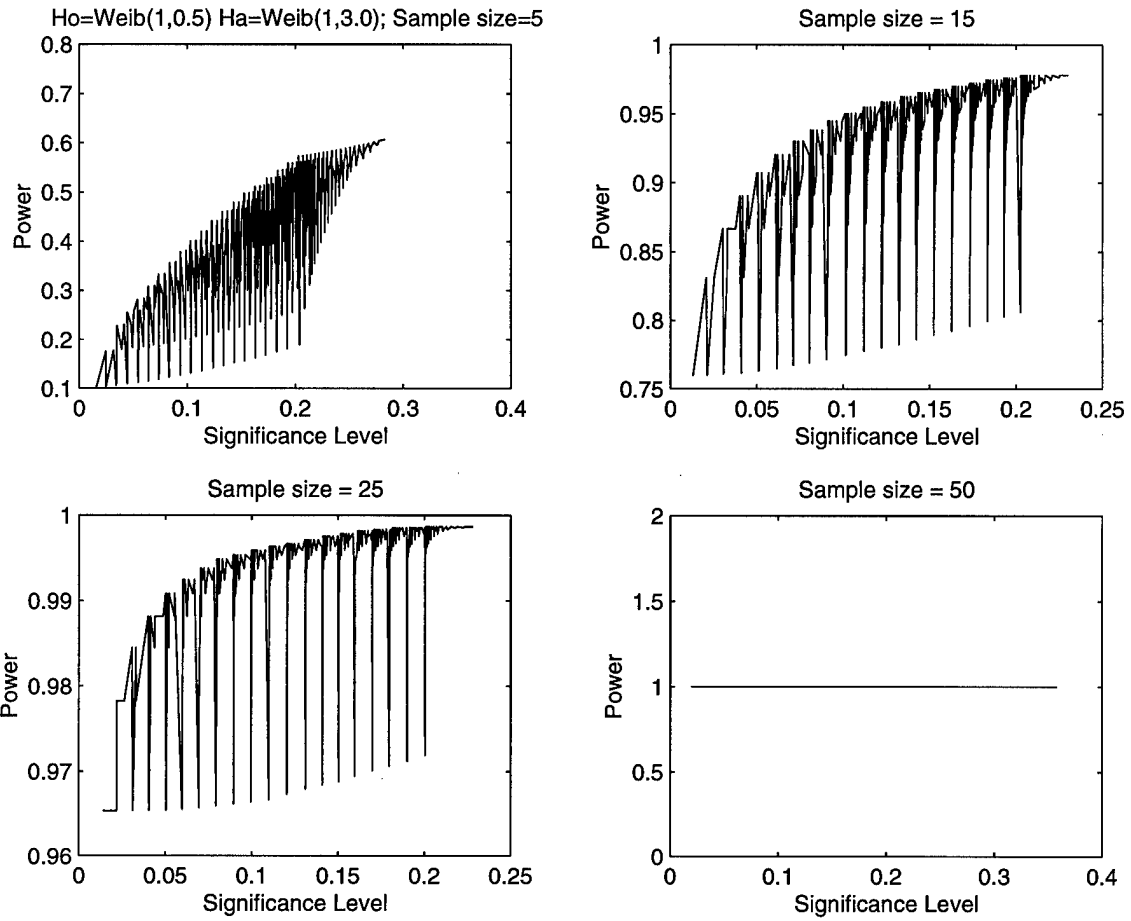 Ho=Weib(1,0.5) Ha=Weib(1,3.0); Sample size=5
0.8
0.7
0.6
0.5
0.4
0.3
0.2
0.1
Power
0 0.1 0.2 0.3 0.4
Significance Level
Sample size = 15
1
0.95
0.9
0.85
0.8
0.75
Power
0 0.05 0.1 0.15 0.2 0.25
Significance Level
Sample size = 25
1
0.99
0.98
0.97
0.96
Power
0 0.05 0.1 0.15 0.2 0.25
Significance Level
Sample size = 50
2
1.5
1
0.5
0
Power
0 0.1 0.2 0.3 0.4
Significance Level